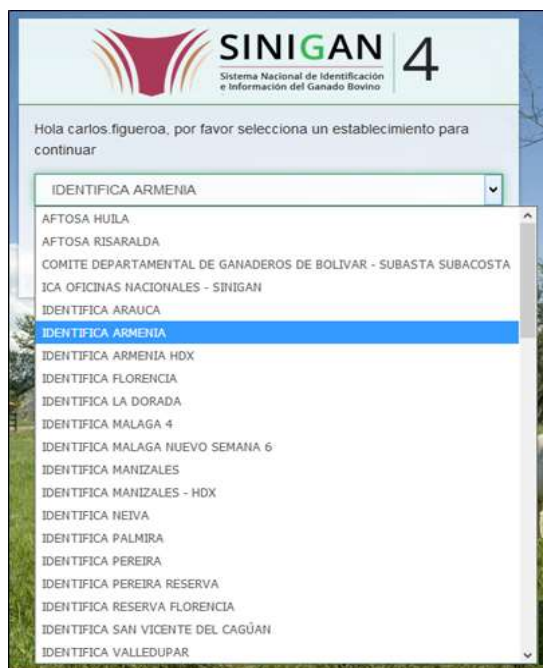 SINIGAN 4
Sistema Nacional de Identificación
e Información del Ganado Bovino
Hola carlos.figueroa, por favor selecciona un establecimiento para
continuar
IDENTIFICA ARMENIA
AFTOSA HUILA
AFTOSA RISARALDA
COMITE DEPARTAMENTAL DE GANADEROS DE BOLIVAR - SUBASTA SUBACOSTA
ICA OFICINAS NACIONALES - SINIGAN
IDENTIFICA ARAUCA
IDENTIFICA ARMENIA
IDENTIFICA ARMENIA HDX
IDENTIFICA FLORENCIA
IDENTIFICA LA DORADA
IDENTIFICA MALAGA 4
IDENTIFICA MALAGA NUEVO SEMANA 6
IDENTIFICA MANIZALES
IDENTIFICA MANIZALES - HDX
IDENTIFICA NEIVA
IDENTIFICA PALMIRA
IDENTIFICA PEREIRA
IDENTIFICA PEREIRA RESERVA
IDENTIFICA RESERVA FLORENCIA
IDENTIFICA SAN VICENTE DEL CAGÜAN
IDENTIFICA VALLEDUPAR